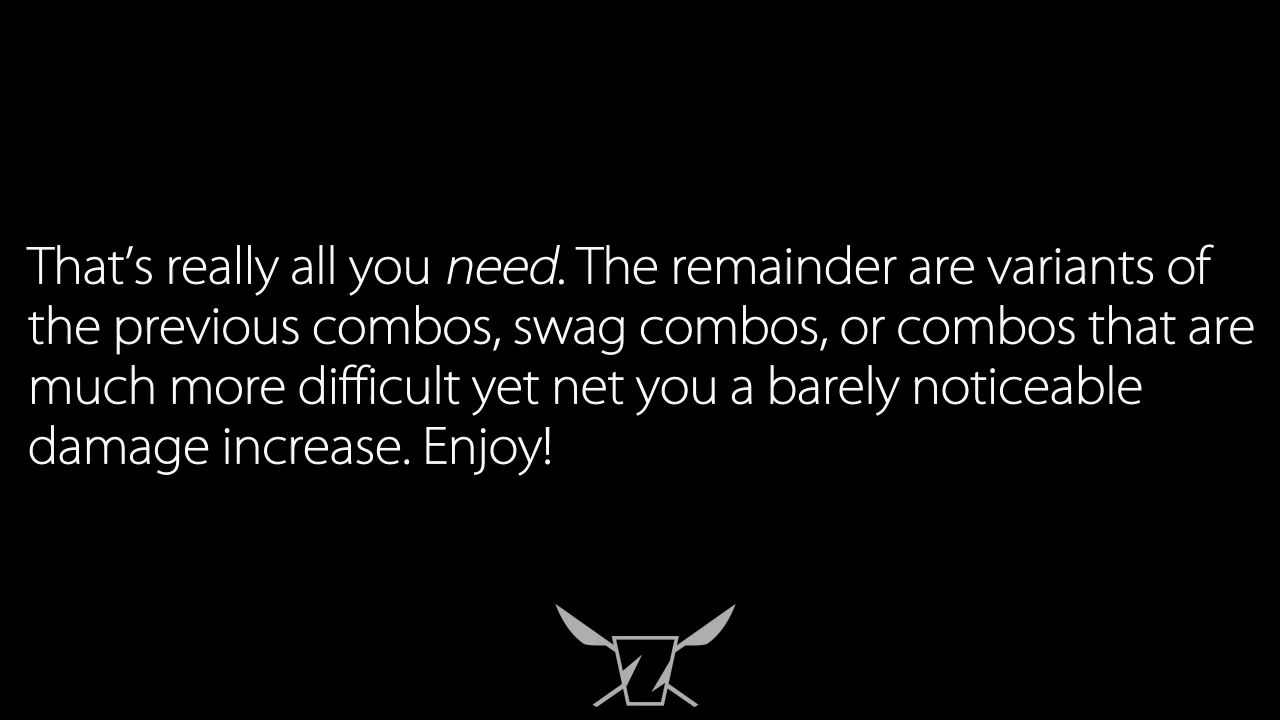 That’s really all you need. The remainder are variants of
the previous combos, swag combos, or combos that are
much more difficult yet net you a barely noticeable
damage increase. Enjoy!